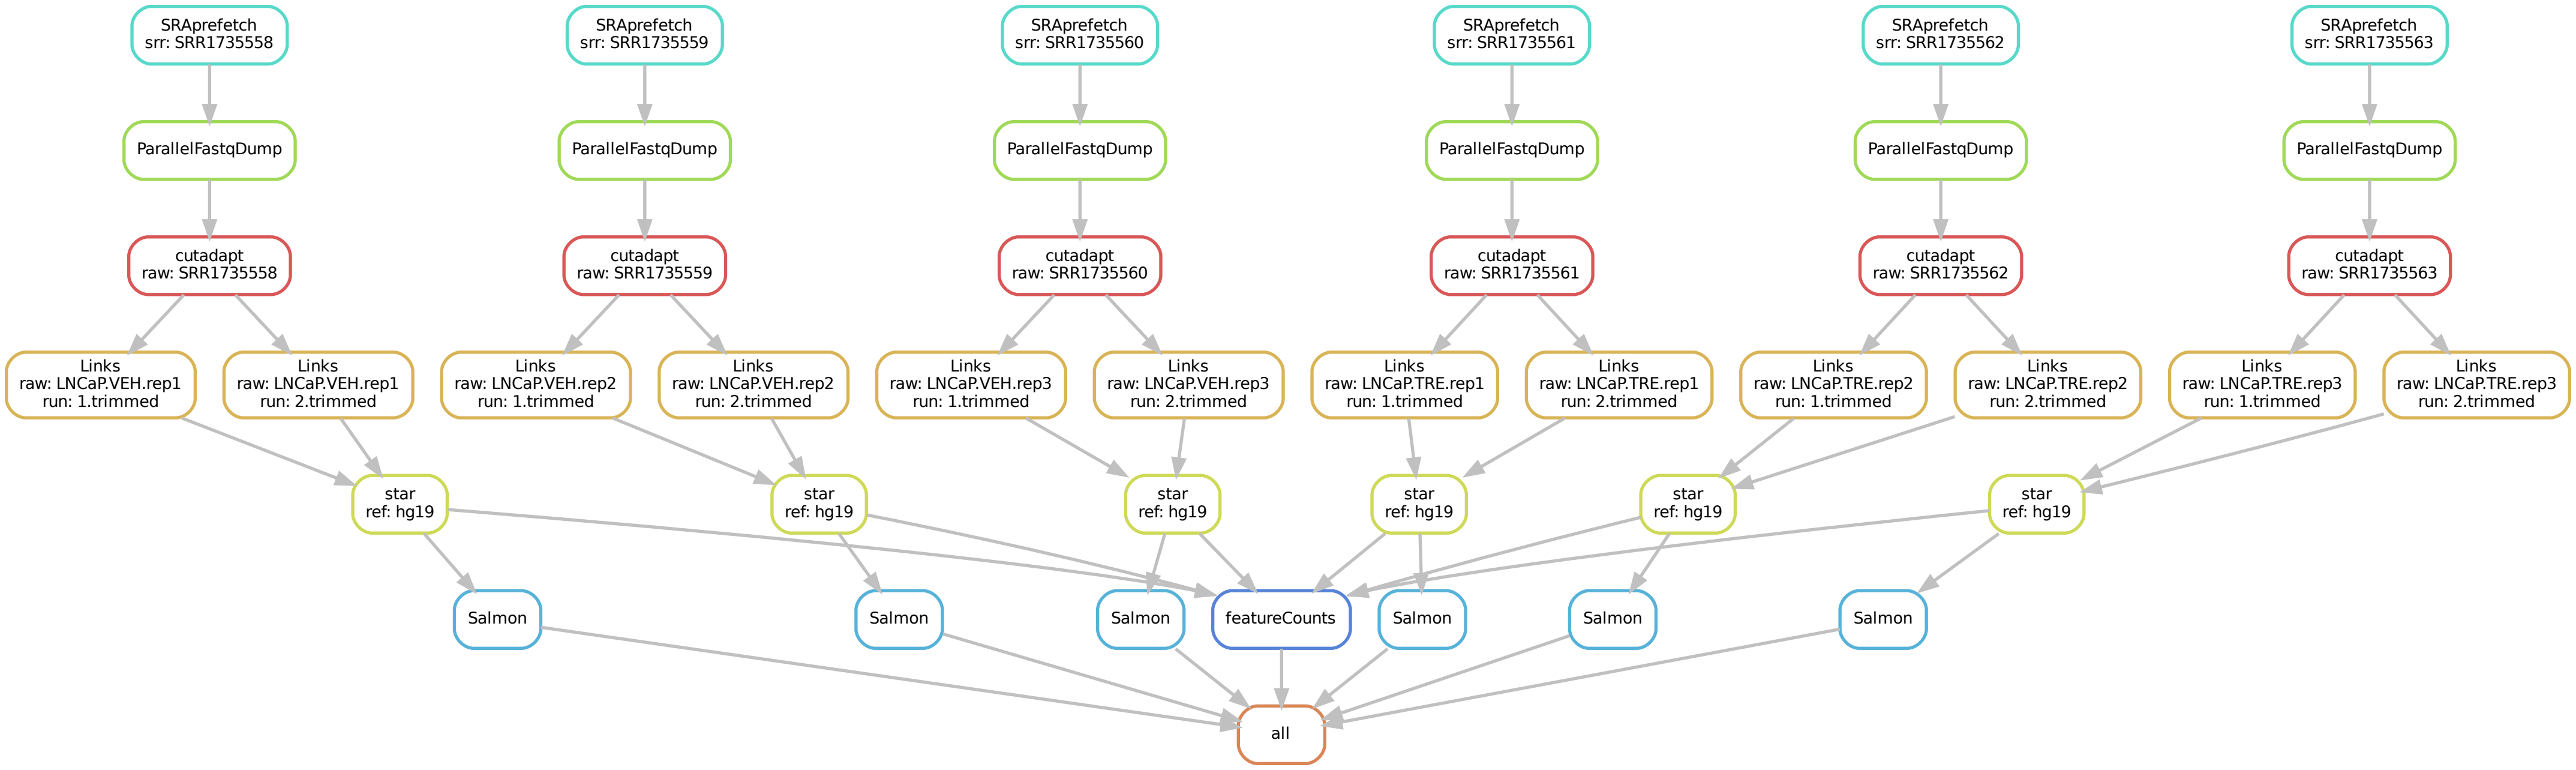 SRAprefetch
srr: SRR1735558
SRAprefetch
srr: SRR1735559
SRAprefetch
srr: SRR1735560
SRAprefetch
srr: SRR1735561
SRAprefetch
srr: SRR1735562
SRAprefetch
srr: SRR1735563
ParallelFastqDump
ParallelFastqDump
ParallelFastqDump
ParallelFastqDump
ParallelFastqDump
ParallelFastqDump
cutadapt
raw: SRR1735558
cutadapt
raw: SRR1735559
cutadapt
raw: SRR1735560
cutadapt
raw: SRR1735561
cutadapt
raw: SRR1735562
cutadapt
raw: SRR1735563
Links
raw: LNCaP.VEH.rep1
run: 1.trimmed
Links
raw: LNCaP.VEH.rep1
run: 2.trimmed
Links
raw: LNCaP.VEH.rep2
run: 1.trimmed
Links
raw: LNCaP.VEH.rep2
run: 2.trimmed
Links
raw: LNCaP.VEH.rep3
run: 1.trimmed
Links
raw: LNCaP.VEH.rep3
run: 2.trimmed
Links
raw: LNCaP.TRE.rep1
run: 1.trimmed
Links
raw: LNCaP.TRE.rep1
run: 2.trimmed
Links
raw: LNCaP.TRE.rep2
run: 1.trimmed
Links
raw: LNCaP.TRE.rep2
run: 2.trimmed
Links
raw: LNCaP.TRE.rep3
run: 1.trimmed
Links
raw: LNCaP.TRE.rep3
run: 2.trimmed
star
ref: hg19
star
ref: hg19
star
ref: hg19
star
ref: hg19
star
ref: hg19
star
ref: hg19
Salmon
Salmon
Salmon
featureCounts
Salmon
Salmon
Salmon
all